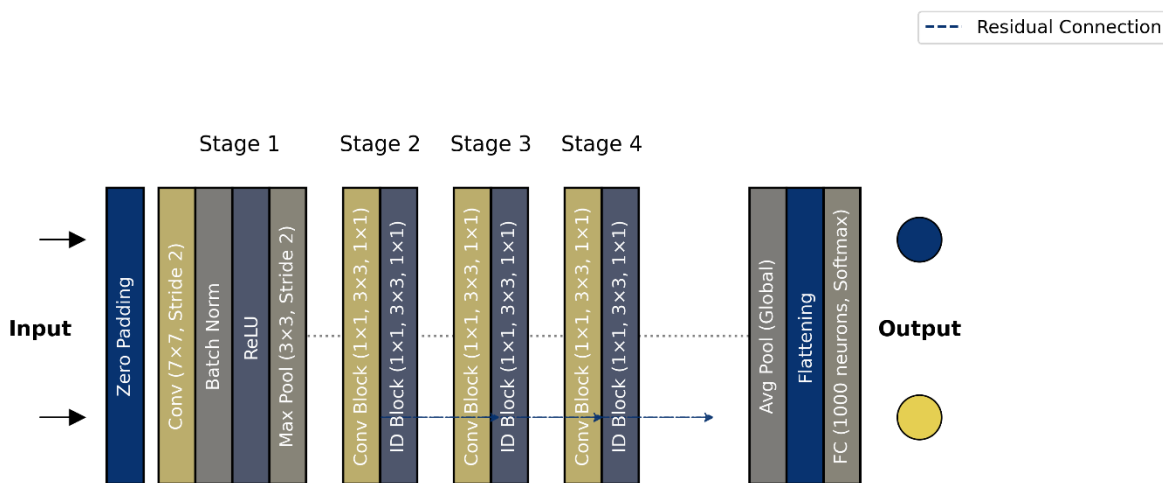 Residual Connection
Stage 1
Stage 2
Stage 3
Stage 4
Input
Zero Padding
Conv (7×7, Stride 2)
Batch Norm
ReLU
Max Pool (3×3, Stride 2)
Conv Block (1×1, 3×3, 1×1)
ID Block (1×1, 3×3, 1×1)
Conv Block (1×1, 3×3, 1×1)
ID Block (1×1, 3×3, 1×1)
Conv Block (1×1, 3×3, 1×1)
ID Block (1×1, 3×3, 1×1)
Avg Pool (Global)
Flattening
FC (1000 neurons, Softmax)
Output